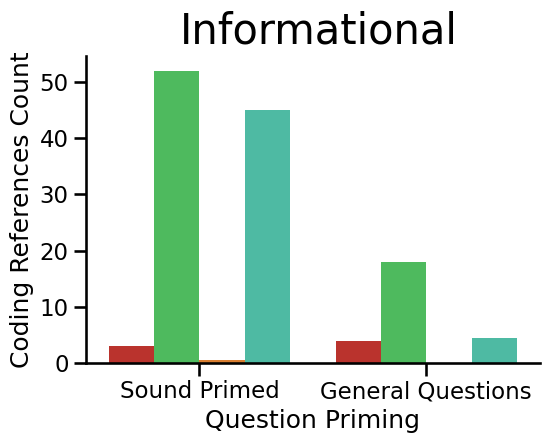 Informational
Coding References Count
50
40
30
20
10
0
Sound Primed
General Questions
Question Priming